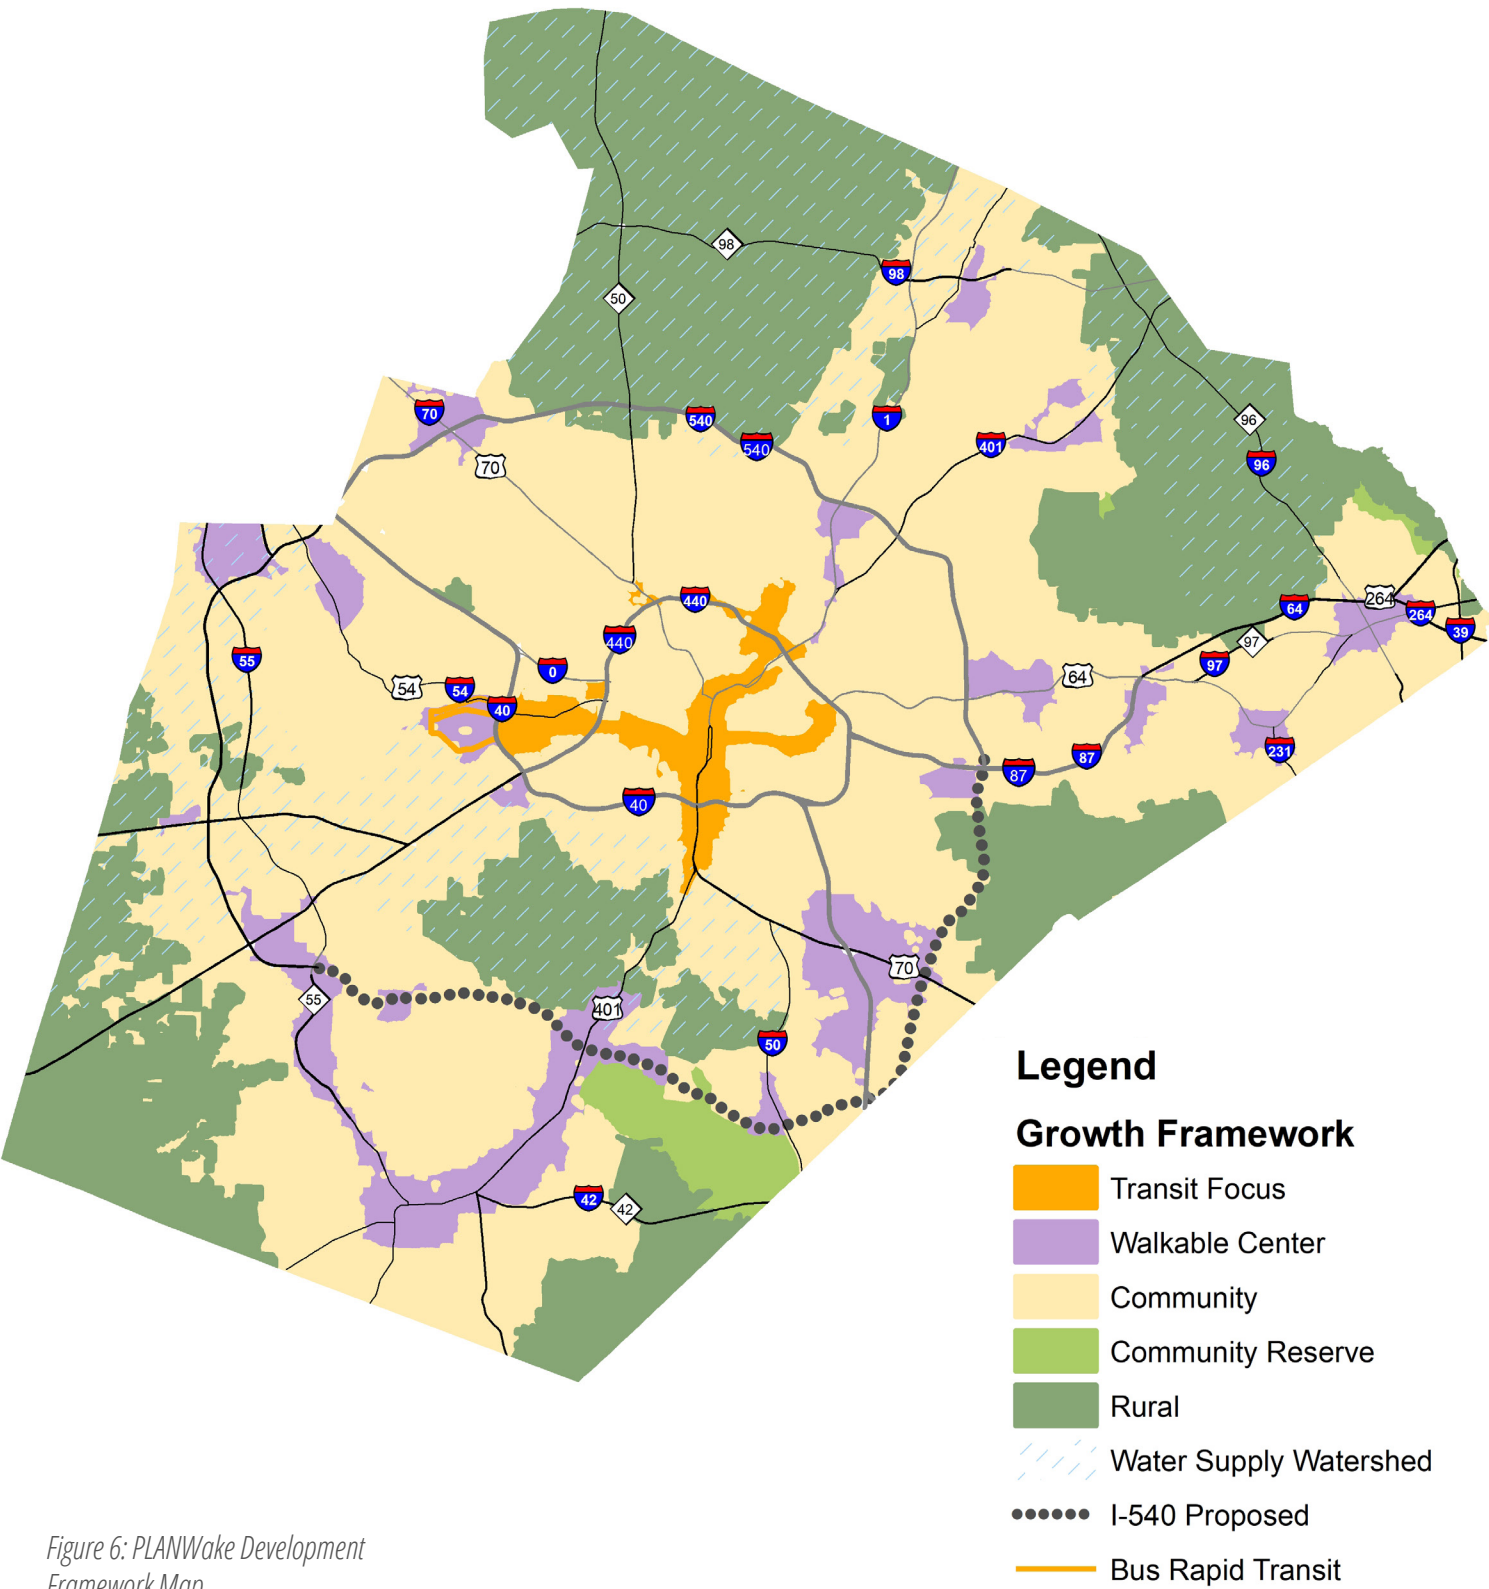 98
98
50
70
540
540
1
401
70
96
96
440
264
64
264
39
97
97
440
55
0
54
54
40
64
231
87
87
40
70
55
401
50
42
42
Legend
Growth Framework
Transit Focus
Walkable Center
Community
Community Reserve
Rural
Water Supply Watershed
I-540 Proposed
Bus Rapid Transit
Figure 6: PLANWake Development
Framework Map